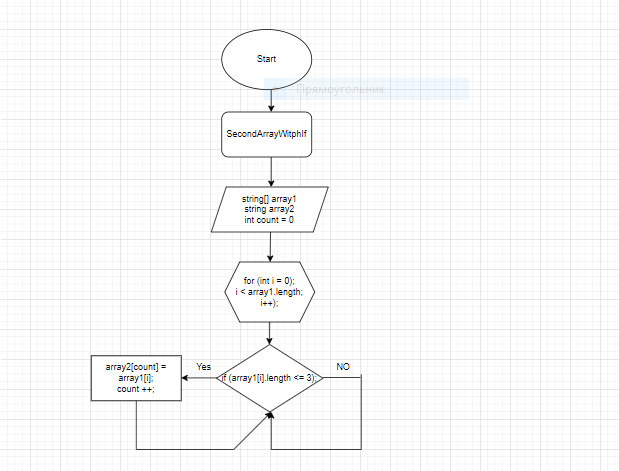 Start
Прямоугольник
SecondArrayWitphIf
string[] array1
string array2
int count = 0
for (int i = 0);
i < array1.length;
i++);
Yes
if (array1[i].length <= 3);
NO
array2[count] =
array1[i];
count ++;